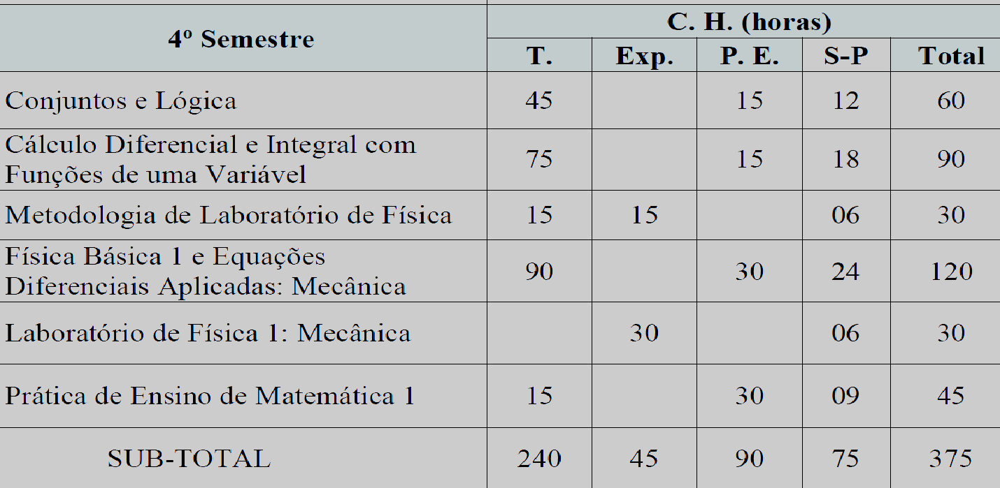 C. H. (horas)
4º Semestre
T. Exp. P. E. S-P Total
Conjuntos e Lógica 45 15 12 60
Cálculo Diferencial e Integral com
Funções de uma Variável 75 15 18 90
Metodologia de Laboratório de Física 15 15 06 30
Física Básica 1 e Equações
Diferenciais Aplicadas: Mecânica 90 30 24 120
Laboratório de Física 1: Mecânica 30 06 30
Prática de Ensino de Matemática 1 15 30 09 45
SUB-TOTAL 240 45 90 75 375